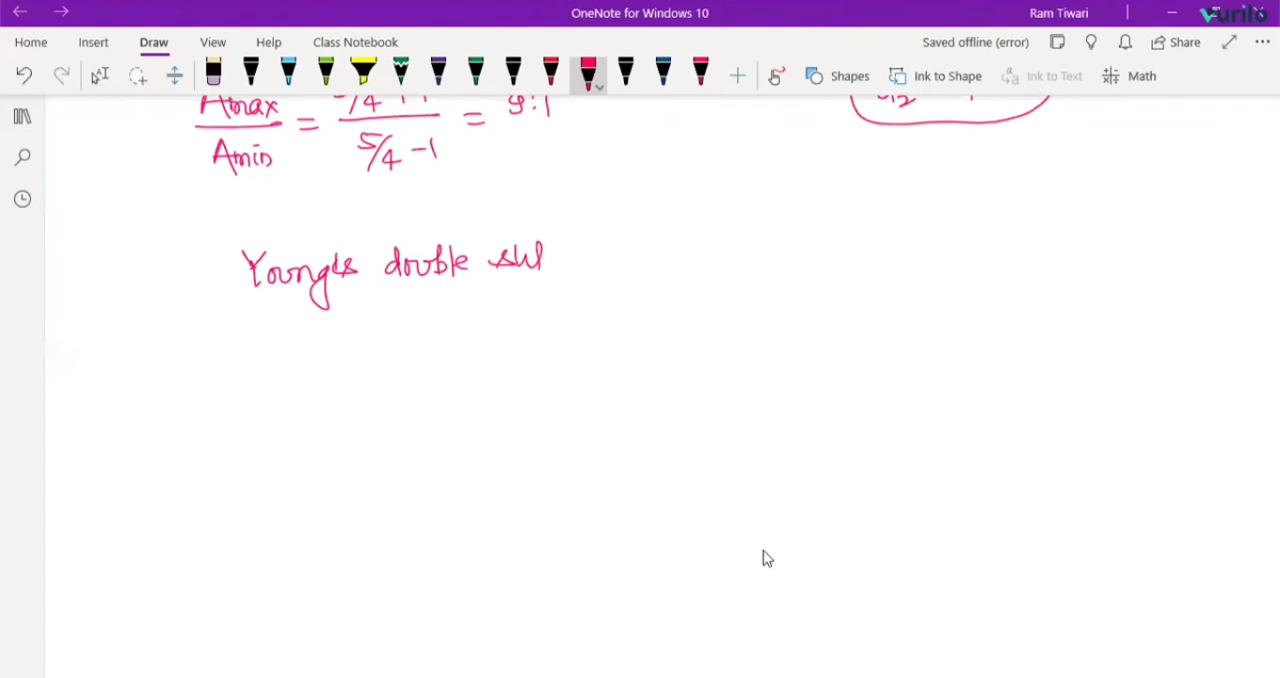 OneNote for Windows 10
Ram Tiwari
Vurilo
Home Insert Draw View Help Class Notebook
Saved offline (error) Share
Shapes Ink to Shape Ink to Text Math
Amax/Amin = /5/4 - 1 = 9:1
Young's double